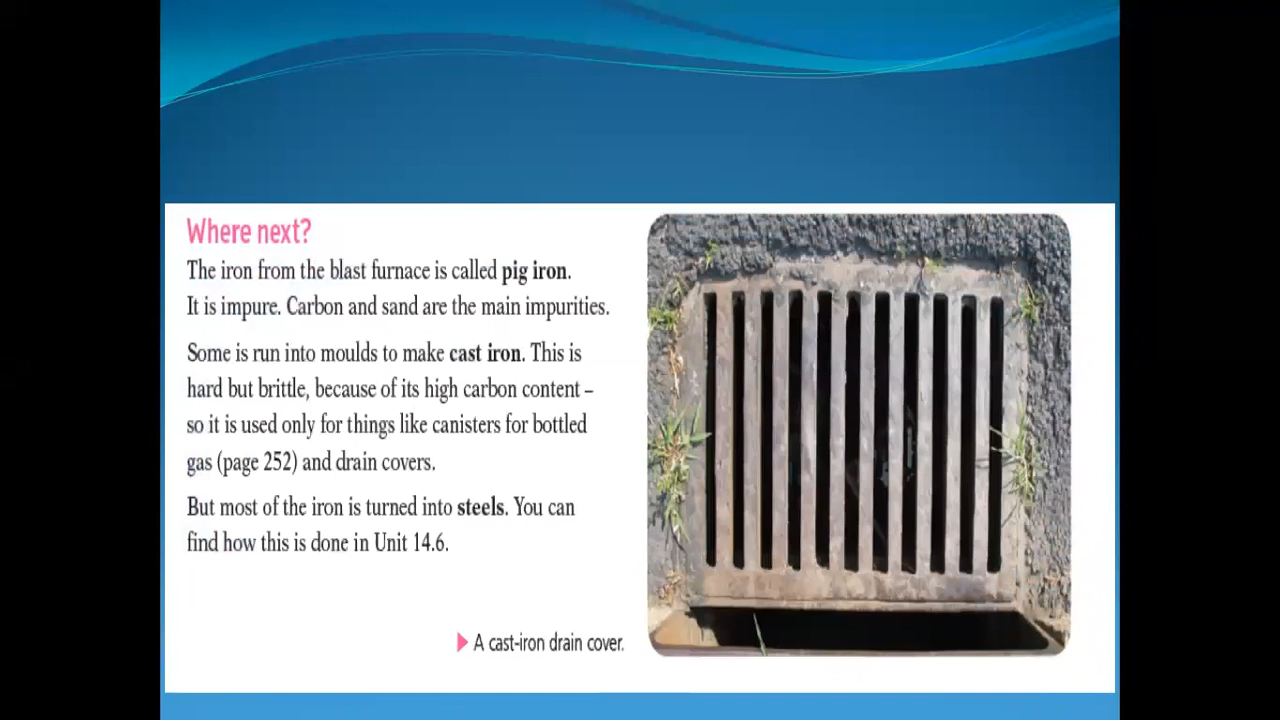 Where next?
The iron from the blast furnace is called pig iron.
It is impure. Carbon and sand are the main impurities.
Some is run into moulds to make cast iron. This is
hard but brittle, because of its high carbon content –
so it is used only for things like canisters for bottled
gas (page 252) and drain covers.
But most of the iron is turned into steels. You can
find how this is done in Unit 14.6.
A cast-iron drain cover.